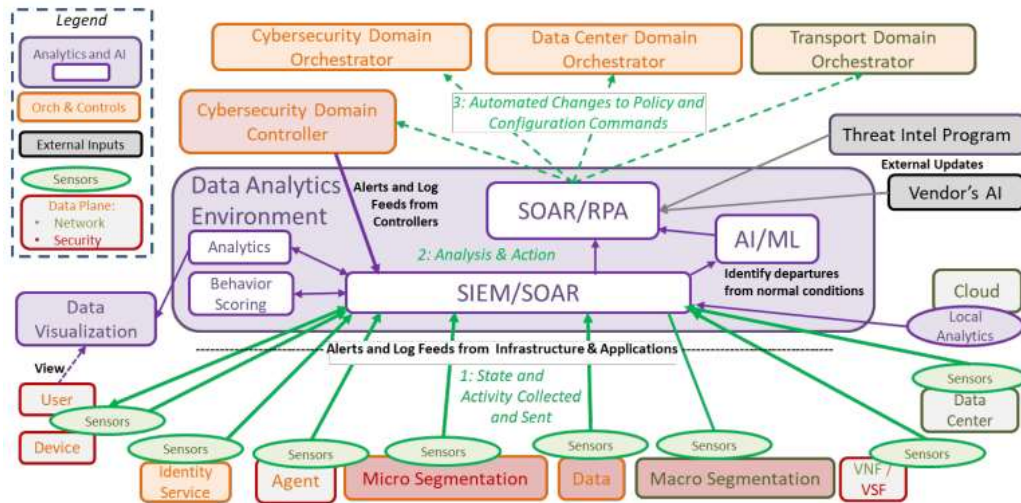 Legend
Analytics and AI
Orch & Controls
External Inputs
Sensors
Data Plane:
• Network
• Security
Cybersecurity Domain
Orchestrator
Data Center Domain
Orchestrator
Transport Domain
Orchestrator
Cybersecurity Domain
Controller
3: Automated Changes to Policy and
Configuration Commands
Threat Intel Program
External Updates
Vendor's AI
Data Analytics
Environment
Alerts and Log
Feeds from
Controllers
SOAR/RPA
AI/ML
Analytics
2: Analysis & Action
Identify departures
from normal conditions
Behavior
Scoring
SIEM/SOAR
Data
Visualization
Cloud
Local
Analytics
Alerts and Log Feeds from Infrastructure & Applications
View
1: State and
Activity Collected
and Sent
User
Sensors
Device
Sensors
Identity
Service
Sensors
Agent
Sensors
Micro Segmentation
Sensors
Data
Sensors
Macro Segmentation
Sensors
VNF /
VSF
Sensors
Data
Center